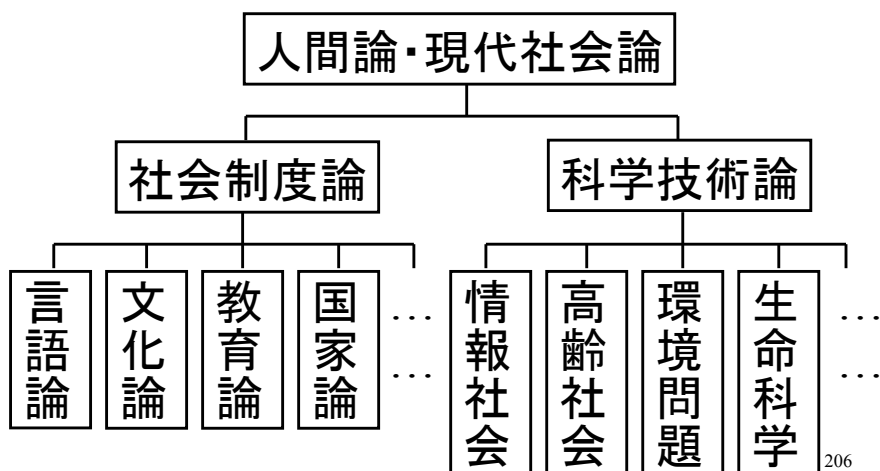 人間論・現代社会論
社会制度論
科学技術論
言語論
文化論
教育論
国家論
…
…
情報社会
高齢社会
環境問題
生命科学
…
…
206